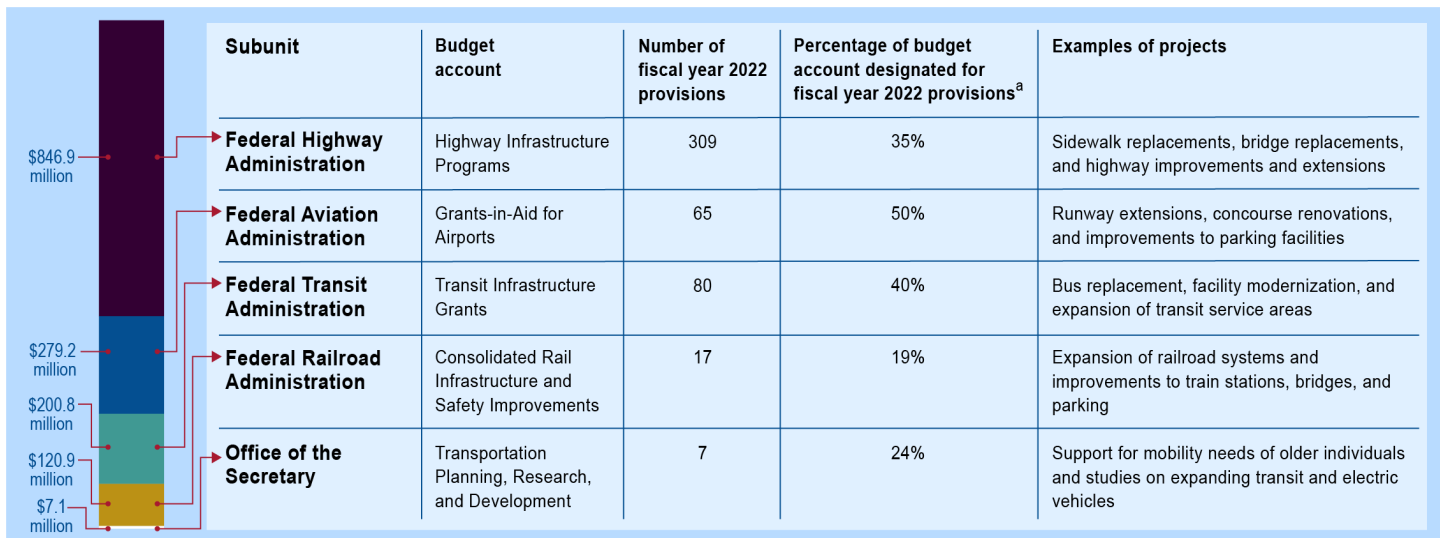 Subunit
Budget
account
Number of
fiscal year 2022
provisions
Percentage of budget
account designated for
fiscal year 2022 provisionsa
Examples of projects
$846.9
million
Federal Highway
Administration
Highway Infrastructure
Programs
309
35%
Sidewalk replacements, bridge replacements,
and highway improvements and extensions
$279.2
million
Federal Aviation
Administration
Grants-in-Aid for
Airports
65
50%
Runway extensions, concourse renovations,
and improvements to parking facilities
$200.8
million
Federal Transit
Administration
Transit Infrastructure
Grants
80
40%
Bus replacement, facility modernization, and
expansion of transit service areas
$120.9
million
Federal Railroad
Administration
Consolidated Rail
Infrastructure and
Safety Improvements
17
19%
Expansion of railroad systems and
improvements to train stations, bridges, and
parking
$7.1
million
Office of the
Secretary
Transportation
Planning, Research,
and Development
7
24%
Support for mobility needs of older individuals
and studies on expanding transit and electric
vehicles